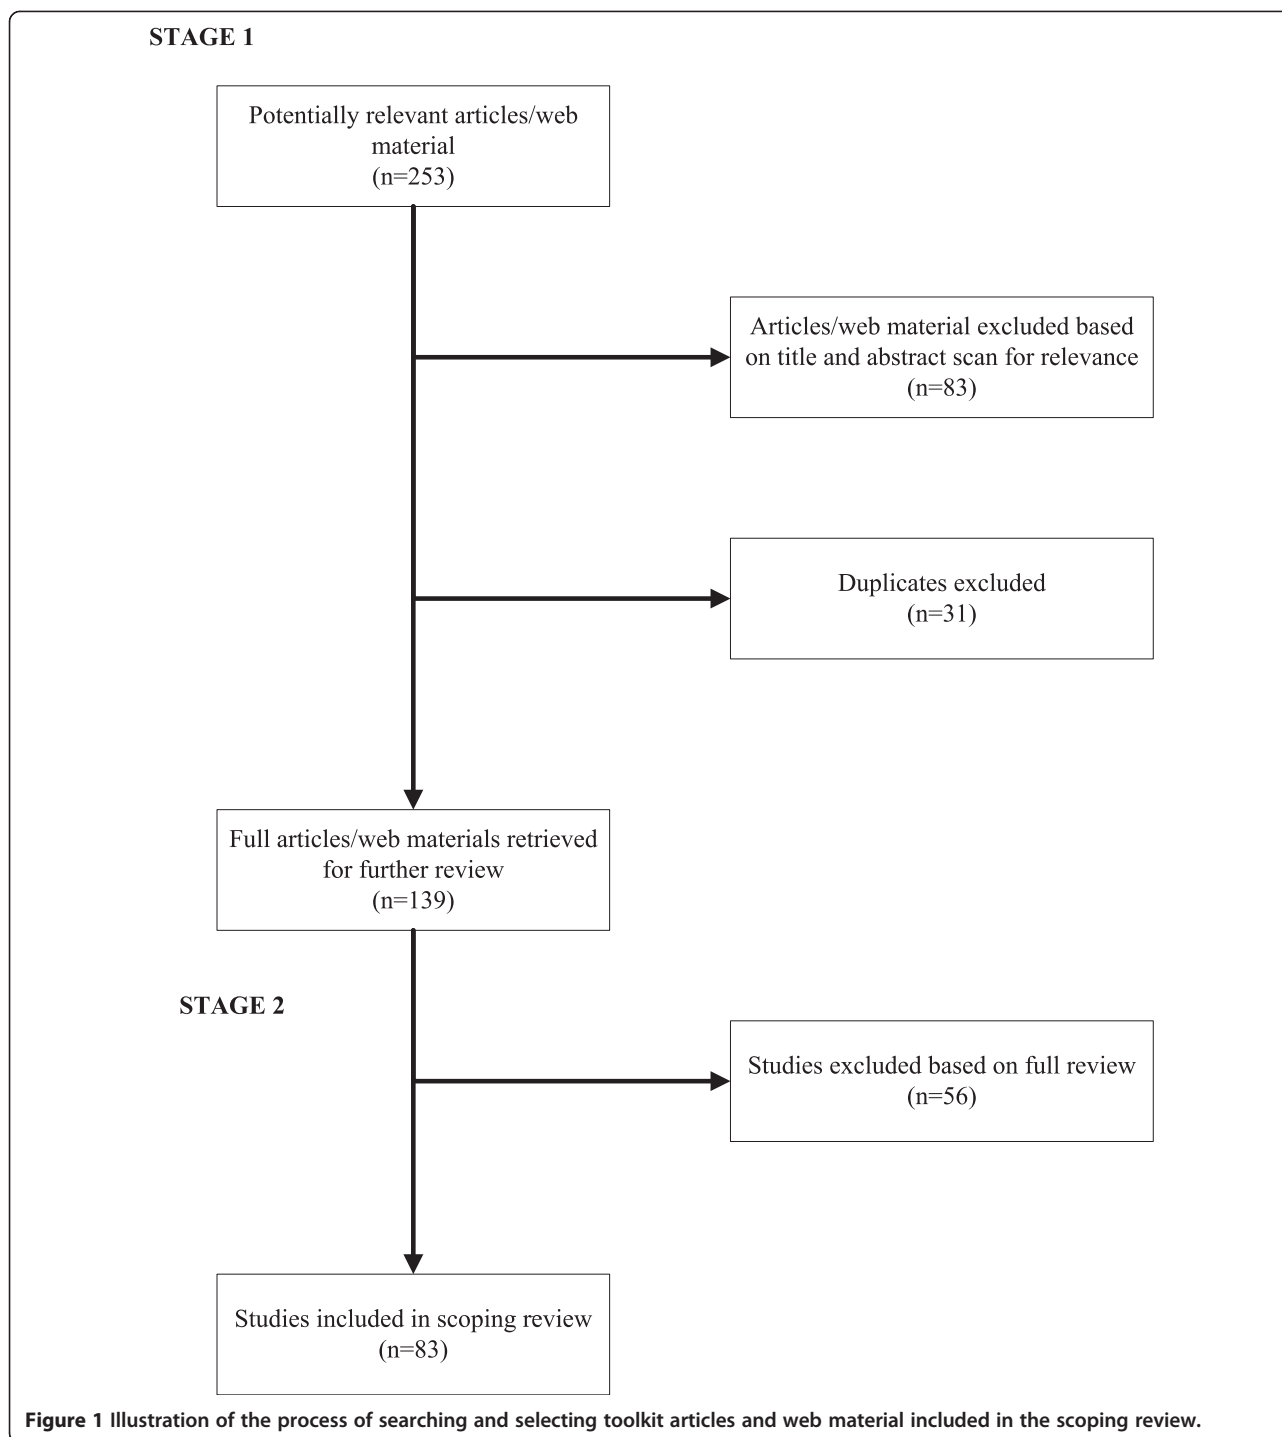 STAGE 1
Potentially relevant articles/web
material
(n=253)
Articles/web material excluded based
on title and abstract scan for relevance
(n=83)
Duplicates excluded
(n=31)
Full articles/web materials retrieved
for further review
(n=139)
STAGE 2
Studies excluded based on full review
(n=56)
Studies included in scoping review
(n=83)
Figure 1 Illustration of the process of searching and selecting toolkit articles and web material included in the scoping review.